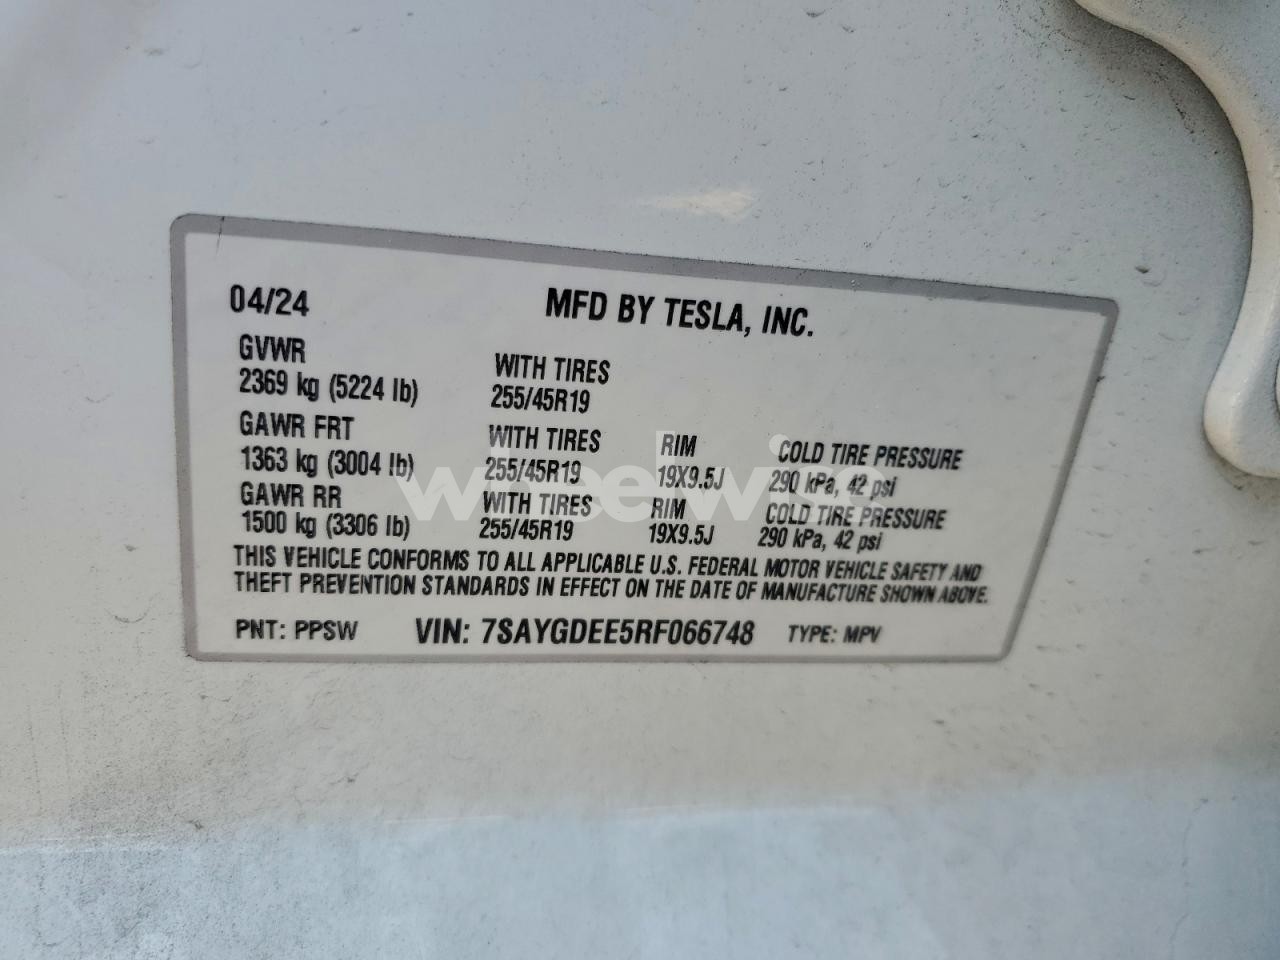 04/24 MFD BY TESLA, INC.
GVWR WITH TIRES
2369 kg (5224 lb) 255/45R19
GAWR FRT WITH TIRES RIM COLD TIRE PRESSURE
1363 kg (3004 lb) 255/45R19 19X9.5J 290 kPa, 42 psi
GAWR RR WITH TIRES RIM COLD TIRE PRESSURE
1500 kg (3306 lb) 255/45R19 19X9.5J 290 kPa, 42 psi
THIS VEHICLE CONFORMS TO ALL APPLICABLE U.S. FEDERAL MOTOR VEHICLE SAFETY AND
THEFT PREVENTION STANDARDS IN EFFECT ON THE DATE OF MANUFACTURE SHOWN ABOVE.
PNT: PPSW VIN: 7SAYGDEE5RF066748 TYPE: MPV
wheelwise